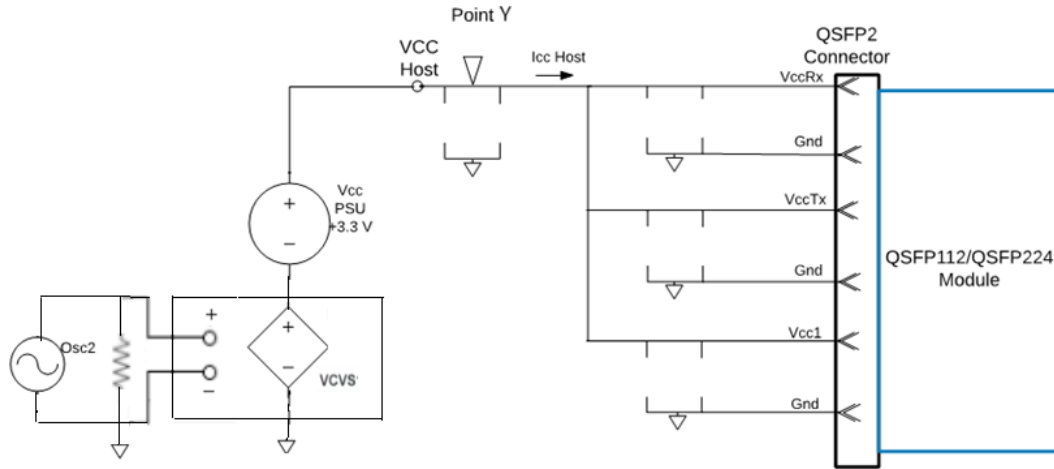 Point Y
VCC
Host
Icc Host
QSFP2
Connector
VccRx
Gnd
VccTx
Gnd
Vcc1
Gnd
QSFP112/QSFP224
Module
Vcc
PSU
+3.3 V
+
−
Osc2
+
−
+
−
VCVS